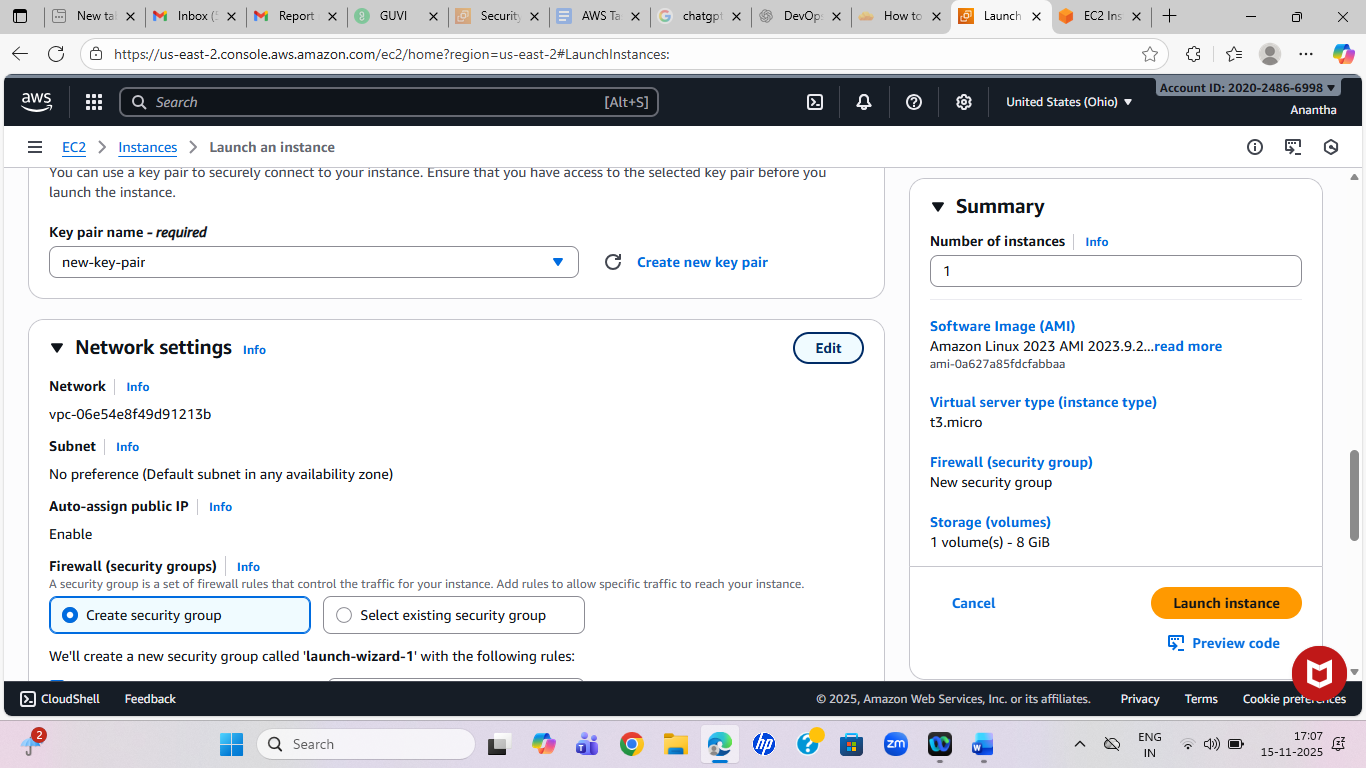 New tal
Inbox (
Report
GUVI
Security
AWS Ta
chatgpt
DevOps
How to
Launch
EC2 Ins
https://us-east-2.console.aws.amazon.com/ec2/home?region=us-east-2#LaunchInstances:
aws
Search
[Alt+S]
United States (Ohio)
Account ID: 2020-2486-6998
Anantha
EC2
Instances
Launch an instance
You can use a key pair to securely connect to your instance. Ensure that you have access to the selected key pair before you
launch the instance.
Key pair name - required
new-key-pair
Create new key pair
Network settings Info
Edit
Network Info
vpc-06e54e8f49d91213b
Subnet Info
No preference (Default subnet in any availability zone)
Auto-assign public IP Info
Enable
Firewall (security groups) Info
A security group is a set of firewall rules that control the traffic for your instance. Add rules to allow specific traffic to reach your instance.
Create security group
Select existing security group
We'll create a new security group called 'launch-wizard-1' with the following rules:
Summary
Number of instances Info
1
Software Image (AMI)
Amazon Linux 2023 AMI 2023.9.2...read more
ami-0a627a85fdcfabbaa
Virtual server type (instance type)
t3.micro
Firewall (security group)
New security group
Storage (volumes)
1 volume(s) - 8 GiB
Cancel
Launch instance
Preview code
CloudShell
Feedback
© 2025, Amazon Web Services, Inc. or its affiliates.
Privacy
Terms
Cookie preferences
2
Search
hp
zm
ENG
IN
17:07
15-11-2025